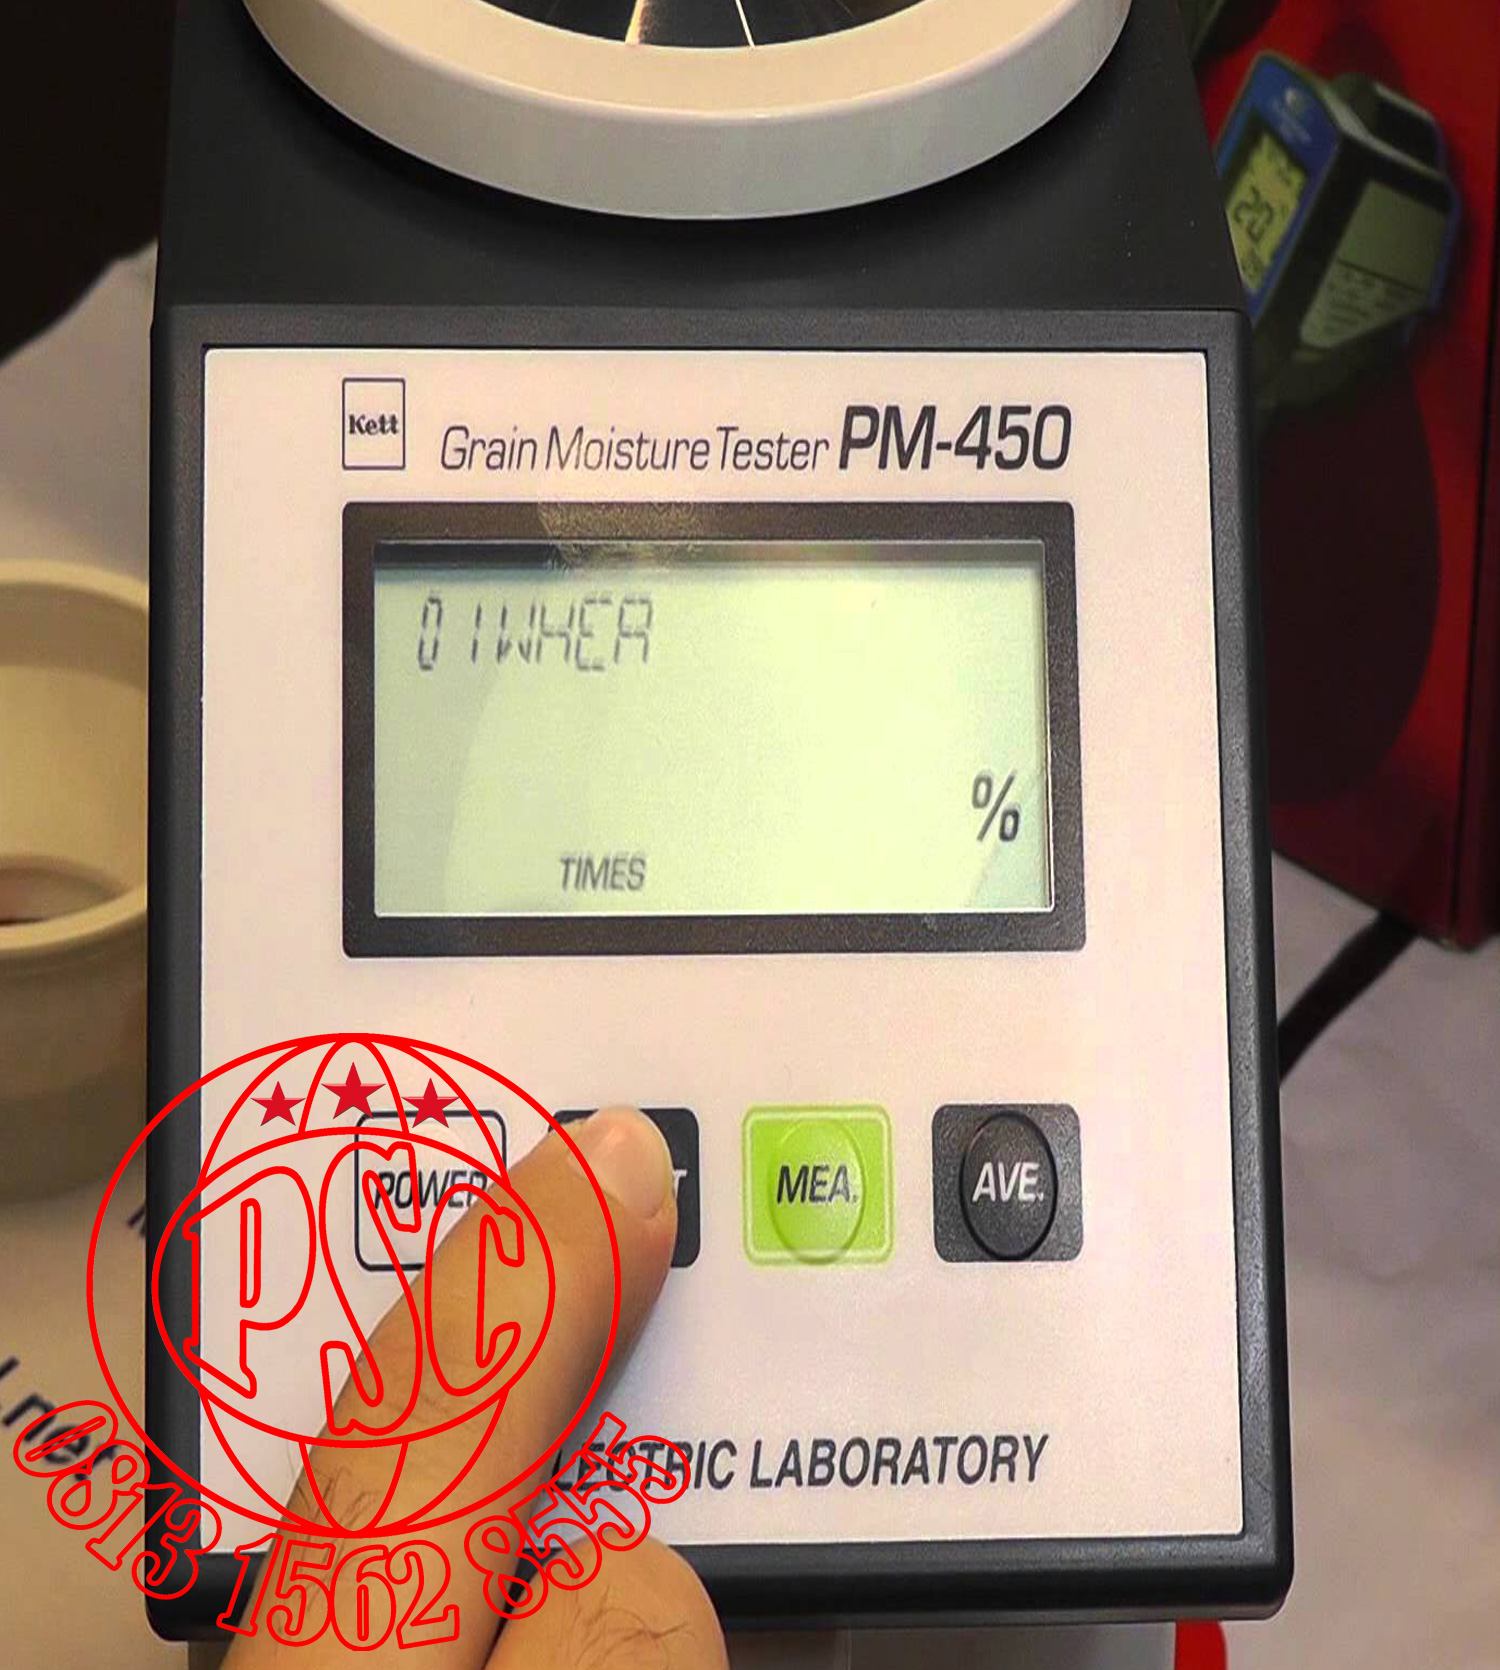 Kett
Grain Moisture Tester PM-450
01WHEA
%
TIMES
POWER
MEA.
AVE.
PSC
LABORATORY
0813 1562 8555